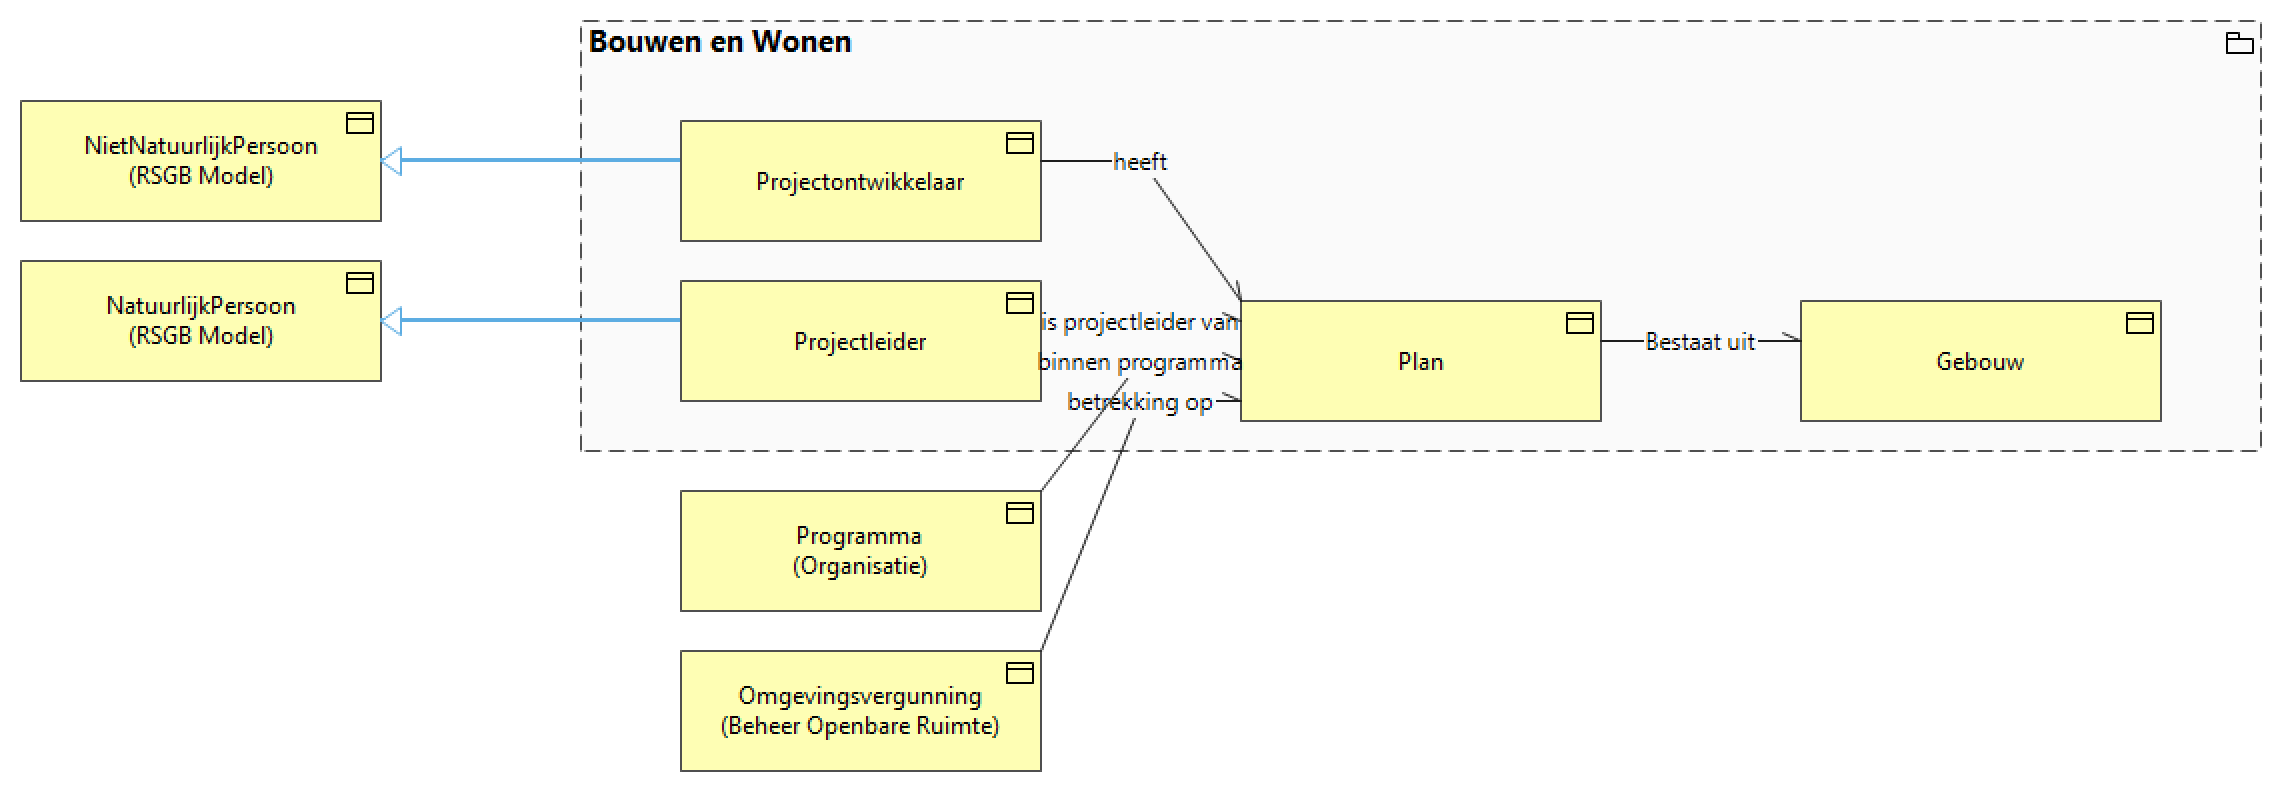 Bouwen en Wonen
NietNatuurlijkPersoon
(RSGB Model)
Projectontwikkelaar
heeft
NatuurlijkPersoon
(RSGB Model)
Projectleider
is projectleider van
binnen programma
betrekking op
Plan
Bestaat uit
Gebouw
Programma
(Organisatie)
Omgevingsvergunning
(Beheer Openbare Ruimte)